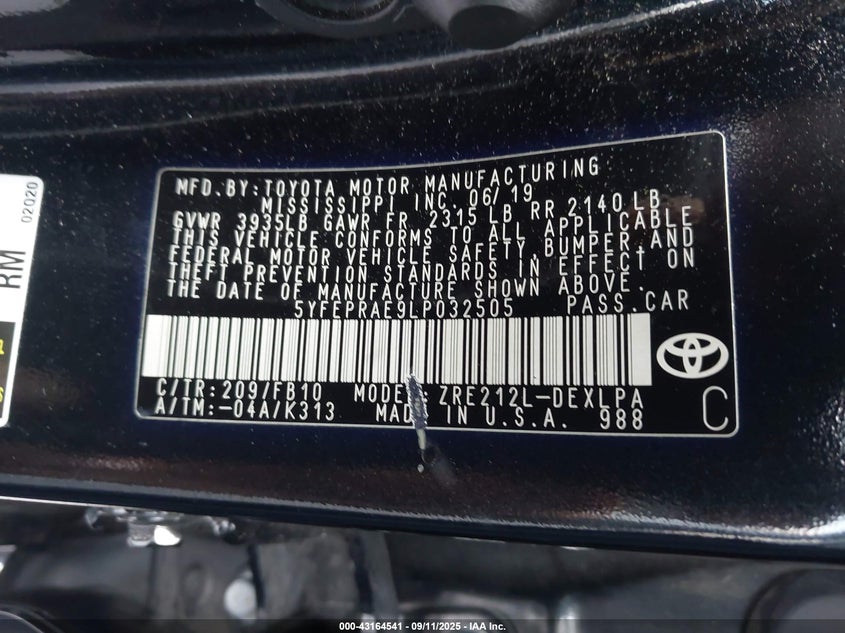 MFD.BY:TOYOTA MOTOR MANUFACTURING
MISSISSIPPI INC. 06/19
GVWR 3935LB GAWR FR 2315 LB RR 2140 LB
THIS VEHICLE CONFORMS TO ALL APPLICABLE
FEDERAL MOTOR VEHICLE SAFETY,BUMPER,AND
THEFT PREVENTION STANDARDS IN EFFECT ON
THE DATE OF MANUFACTURE SHOWN ABOVE.
5YFEPRAE9LP032505 PASS.CAR
C/TR:209/FB10 MODEL:ZRE212L-DEXLPA
A/TM:-04A/K313 MADE IN U.S.A. 988
C
02020
RM
000-43164541 - 09/11/2025 - IAA Inc.